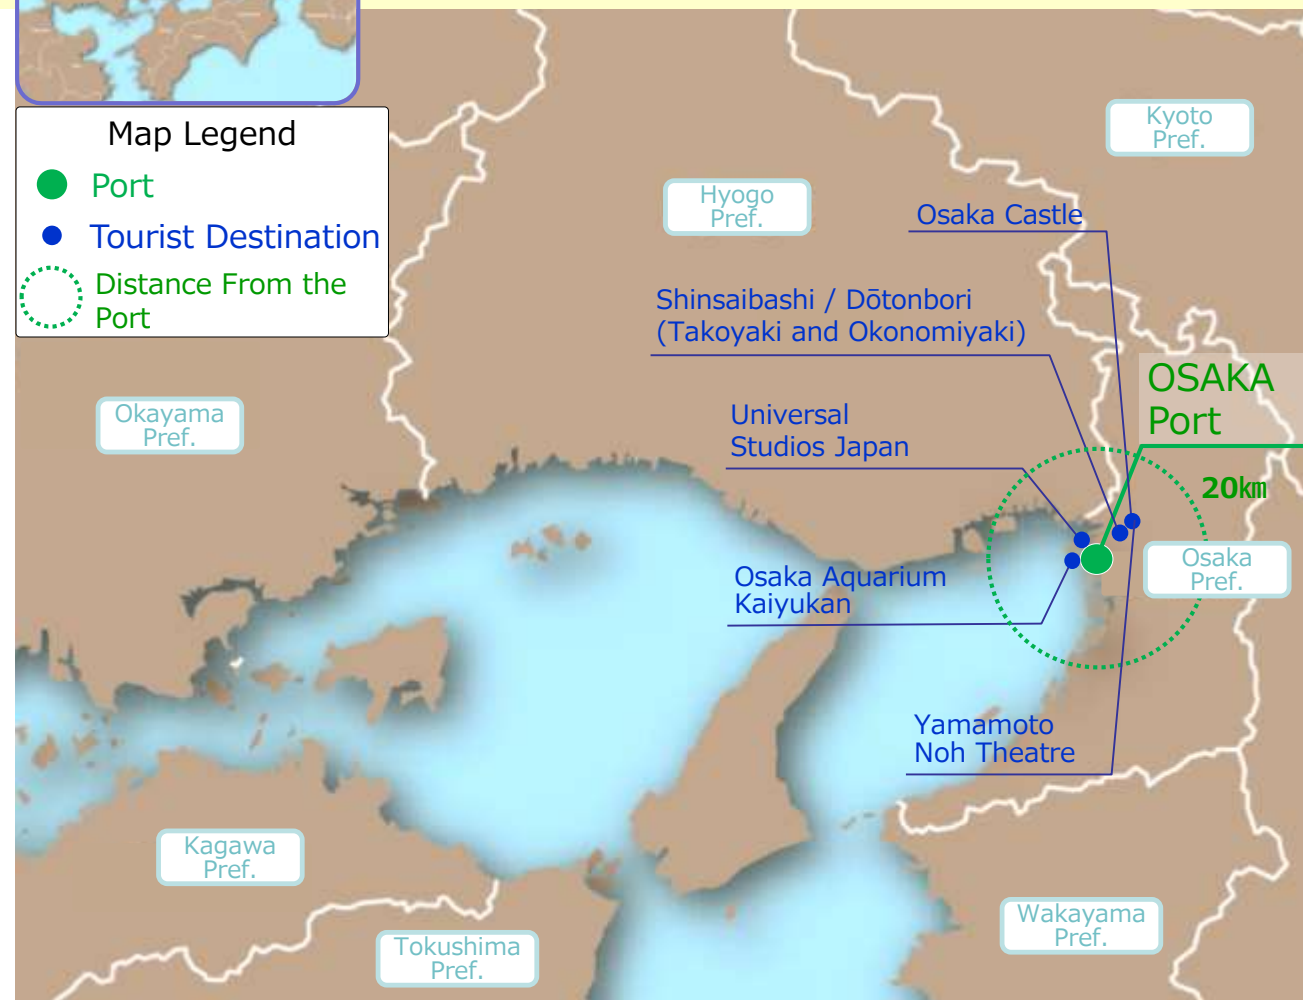 Map Legend
Port
Tourist Destination
Distance From the
Port
Kyoto
Pref.
Hyogo
Pref.
Osaka Castle
Shinsaibashi / Dōtonbori
(Takoyaki and Okonomiyaki)
OSAKA
Port
Okayama
Pref.
Universal
Studios Japan
20㎞
Osaka
Pref.
Osaka Aquarium
Kaiyukan
Yamamoto
Noh Theatre
Kagawa
Pref.
Wakayama
Pref.
Tokushima
Pref.